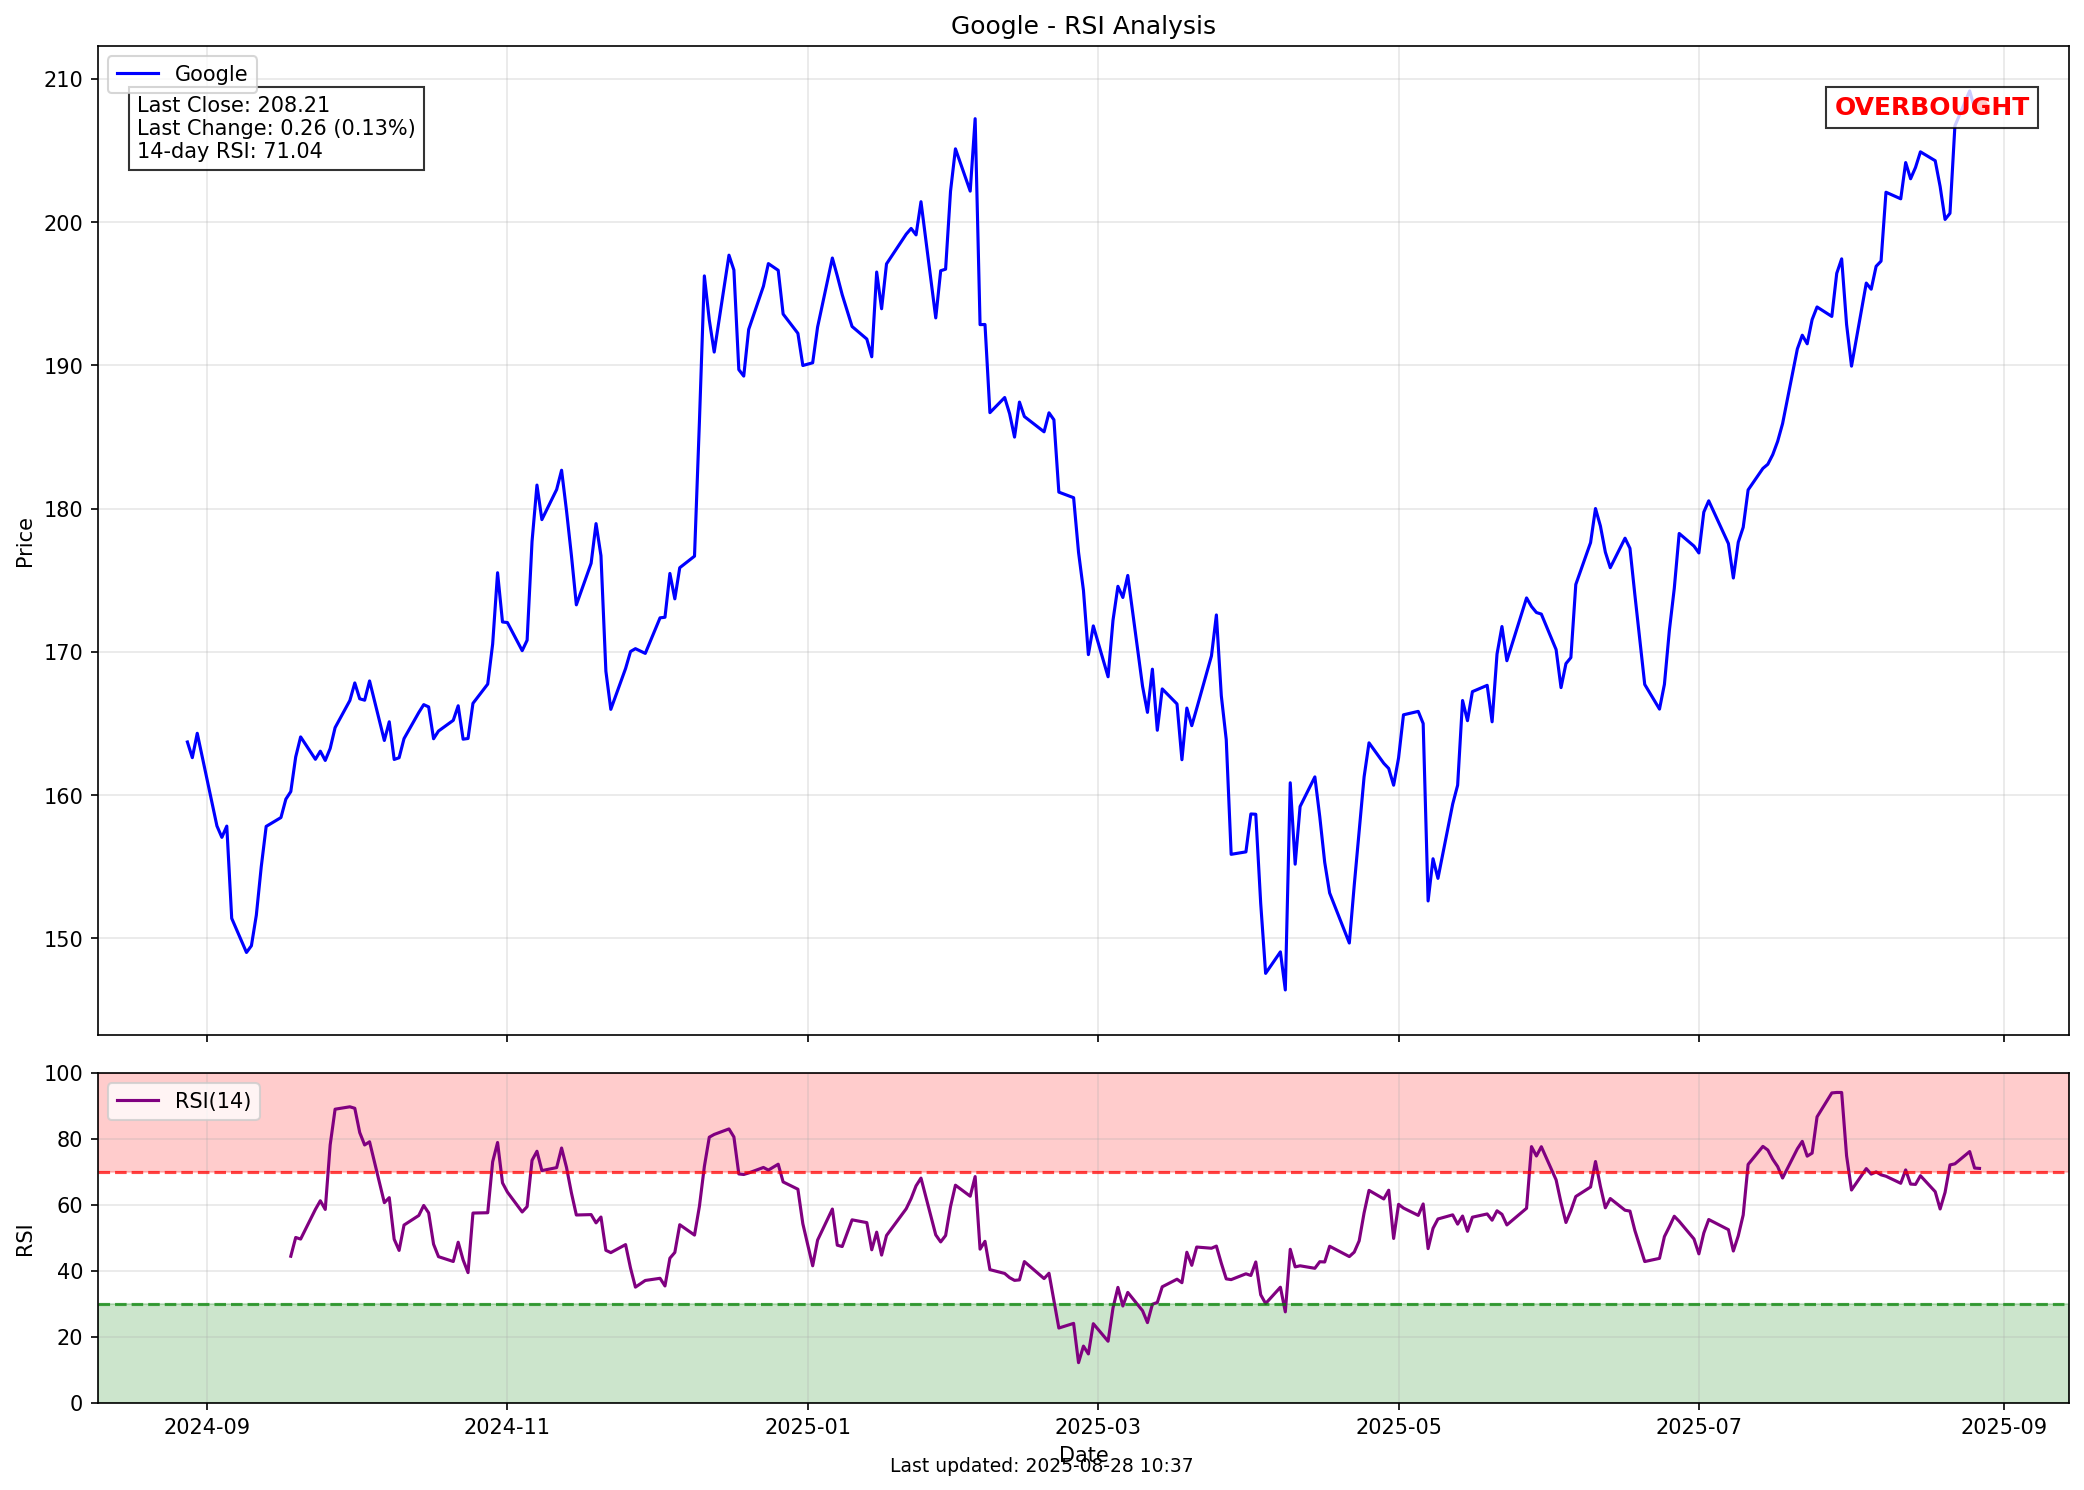 Google - RSI Analysis
Google
Last Close: 208.21
Last Change: 0.26 (0.13%)
14-day RSI: 71.04
OVERBOUGHT
Price
210
200
190
180
170
160
150
RSI(14)
RSI
100
80
60
40
20
0
2024-09 2024-11 2025-01 2025-03 2025-05 2025-07 2025-09
Date
Last updated: 2025-08-28 10:37